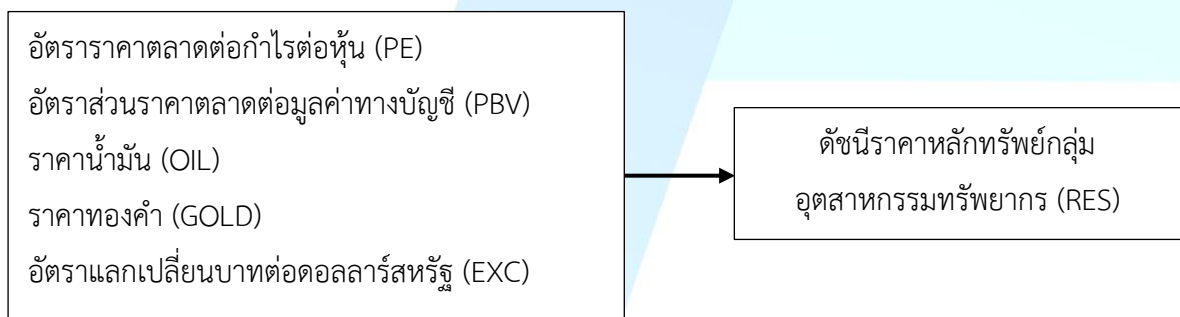 อัตราราคาตลาดต่อกำไรต่อหุ้น (PE)
อัตราส่วนราคาตลาดต่อมูลค่าทางบัญชี (PBV)
ราคาน้ำมัน (OIL)
ราคาทองคำ (GOLD)
อัตราแลกเปลี่ยนบาทต่อดอลลาร์สหรัฐ (EXC)
ดัชนีราคาหลักทรัพย์กลุ่ม
อุตสาหกรรมทรัพยากร (RES)